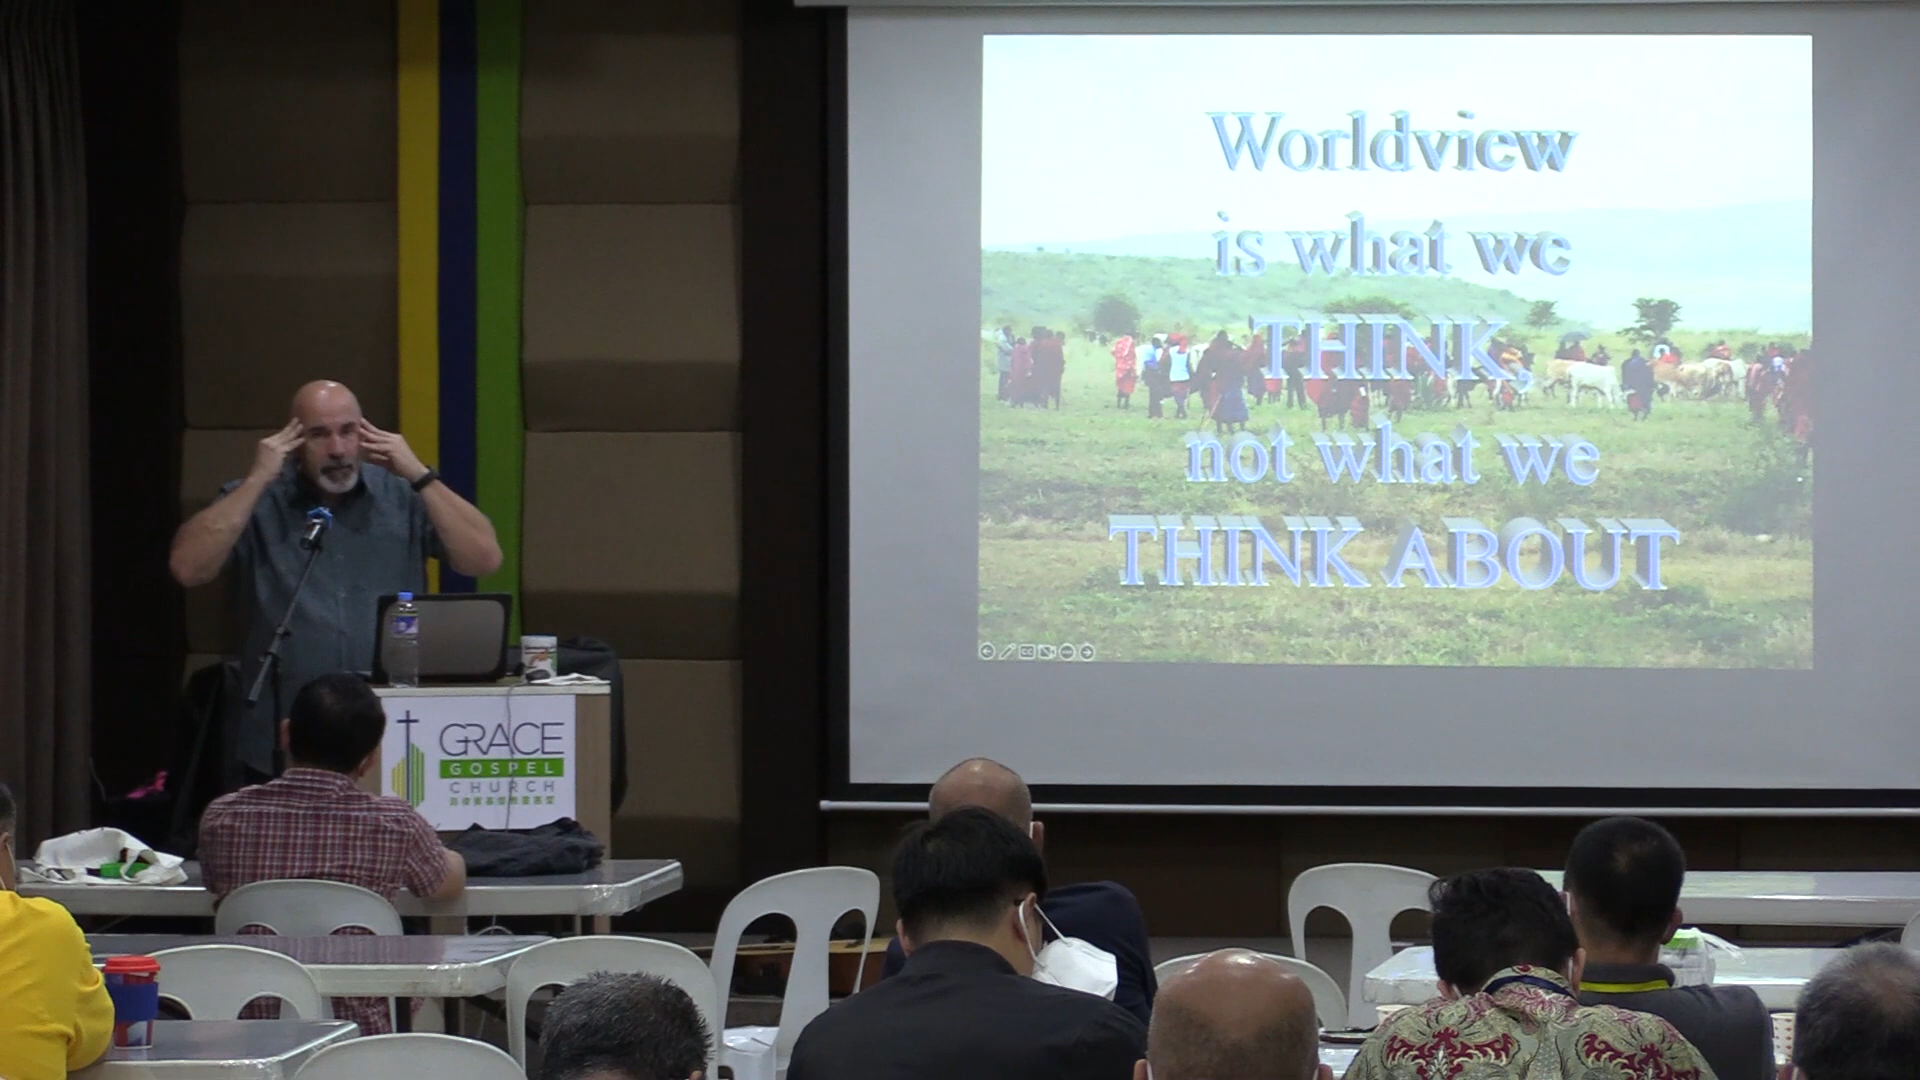 Worldview
is what we
THINK,
not what we
THINK ABOUT
GRACE
GOSPEL
CHURCH